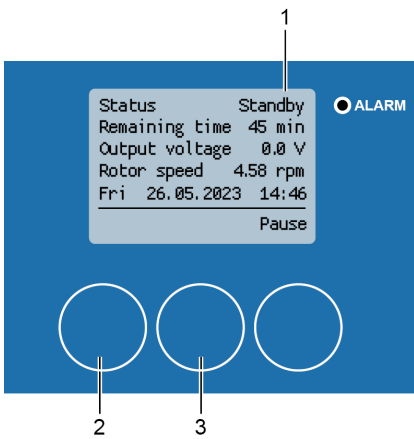 1
Status Standby
ALARM
Remaining time 45 min
Output voltage 0.0 V
Rotor speed 4.58 rpm
Fri 26.05.2023 14:46
Pause
2 3